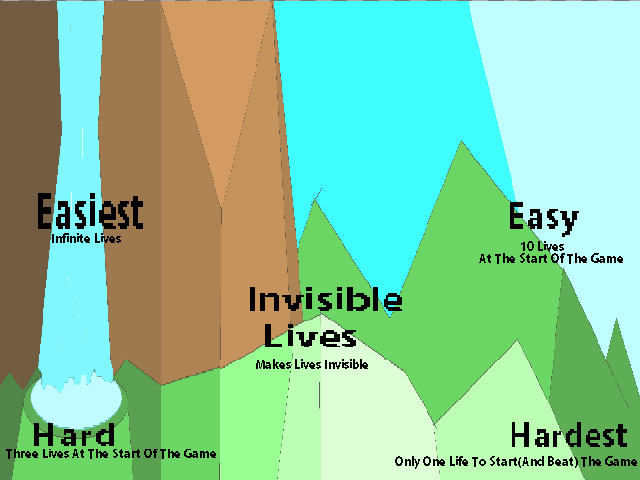 Easiest
Infinite Lives
Easy
10 Lives
At The Start Of The Game
Invisible
Lives
Makes Lives Invisible
Hard
Three Lives At The Start Of The Game
Hardest
Only One Life To Start(And Beat) The Game